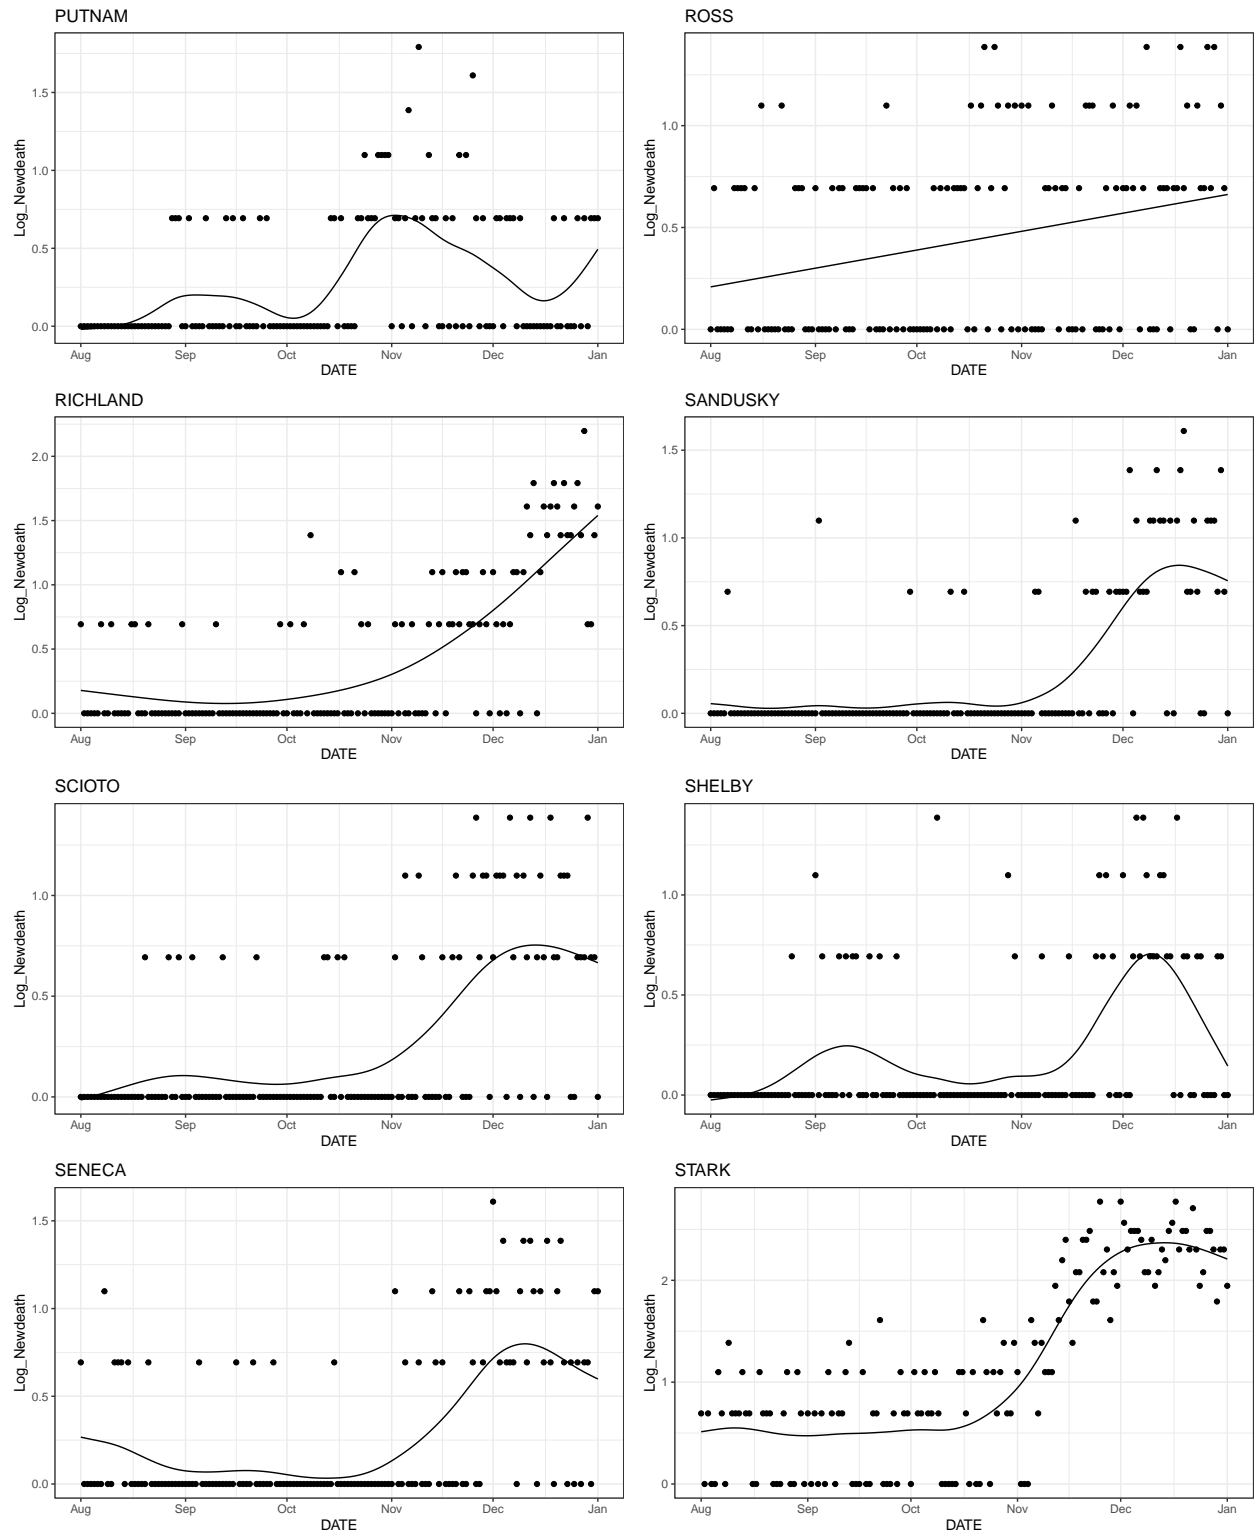 PUTNAM
Log_Newdeath
1.5
1.0
0.5
0.0
Aug Sep Oct Nov Dec Jan
DATE
ROSS
Log_Newdeath
1.0
0.5
0.0
Aug Sep Oct Nov Dec Jan
DATE
RICHLAND
Log_Newdeath
2.0
1.5
1.0
0.5
0.0
Aug Sep Oct Nov Dec Jan
DATE
SANDUSKY
Log_Newdeath
1.5
1.0
0.5
0.0
Aug Sep Oct Nov Dec Jan
DATE
SCIOTO
Log_Newdeath
1.0
0.5
0.0
Aug Sep Oct Nov Dec Jan
DATE
SHELBY
Log_Newdeath
1.0
0.5
0.0
Aug Sep Oct Nov Dec Jan
DATE
SENECA
Log_Newdeath
1.5
1.0
0.5
0.0
Aug Sep Oct Nov Dec Jan
DATE
STARK
Log_Newdeath
2
1
0
Aug Sep Oct Nov Dec Jan
DATE